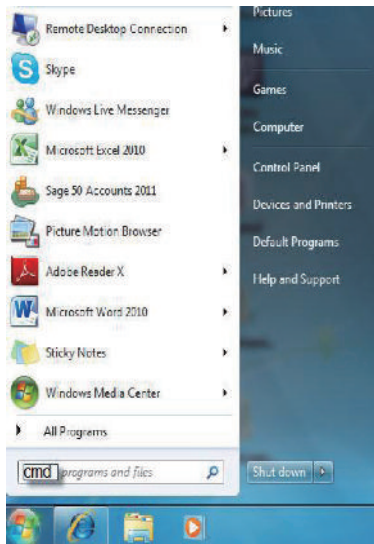 Remote Desktop Connection
Skype
Windows Live Messenger
Microsoft Excel 2010
Sage 50 Accounts 2011
Picture Motion Browser
Adobe Reader X
Microsoft Word 2010
Sticky Notes
Windows Media Center
All Programs
cmd programs and files
Pictures
Music
Games
Computer
Control Panel
Devices and Printers
Default Programs
Help and Support
Shut down